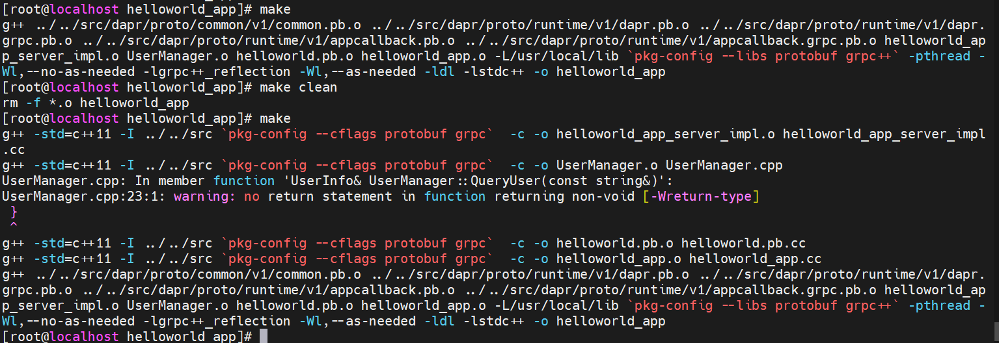 [root@localhost helloworld_app]# make
g++ ../../src/dapr/proto/common/v1/common.pb.o ../../src/dapr/proto/runtime/v1/dapr.pb.o ../../src/dapr/proto/runtime/v1/dapr.
grpc.pb.o ../../src/dapr/proto/runtime/v1/appcallback.pb.o ../../src/dapr/proto/runtime/v1/appcallback.grpc.pb.o helloworld_ap
p_server_impl.o UserManager.o helloworld.pb.o helloworld_app.o -L/usr/local/lib `pkg-config --libs protobuf grpc++` -pthread -
Wl,--no-as-needed -lgrpc++_reflection -Wl,--as-needed -ldl -lstdc++ -o helloworld_app
[root@localhost helloworld_app]# make clean
rm -f *.o helloworld_app
[root@localhost helloworld_app]# make
g++ -std=c++11 -I ../../src `pkg-config --cflags protobuf grpc`  -c -o helloworld_app_server_impl.o helloworld_app_server_impl
.cc
g++ -std=c++11 -I ../../src `pkg-config --cflags protobuf grpc`  -c -o UserManager.o UserManager.cpp
UserManager.cpp: In member function 'UserInfo& UserManager::QueryUser(const string&)':
UserManager.cpp:23:1: warning: no return statement in function returning non-void [-Wreturn-type]
 }
 ^
g++ -std=c++11 -I ../../src `pkg-config --cflags protobuf grpc`  -c -o helloworld.pb.o helloworld.pb.cc
g++ -std=c++11 -I ../../src `pkg-config --cflags protobuf grpc`  -c -o helloworld_app.o helloworld_app.cc
g++ ../../src/dapr/proto/common/v1/common.pb.o ../../src/dapr/proto/runtime/v1/dapr.pb.o ../../src/dapr/proto/runtime/v1/dapr.
grpc.pb.o ../../src/dapr/proto/runtime/v1/appcallback.pb.o ../../src/dapr/proto/runtime/v1/appcallback.grpc.pb.o helloworld_ap
p_server_impl.o UserManager.o helloworld.pb.o helloworld_app.o -L/usr/local/lib `pkg-config --libs protobuf grpc++` -pthread -
Wl,--no-as-needed -lgrpc++_reflection -Wl,--as-needed -ldl -lstdc++ -o helloworld_app
[root@localhost helloworld_app]#